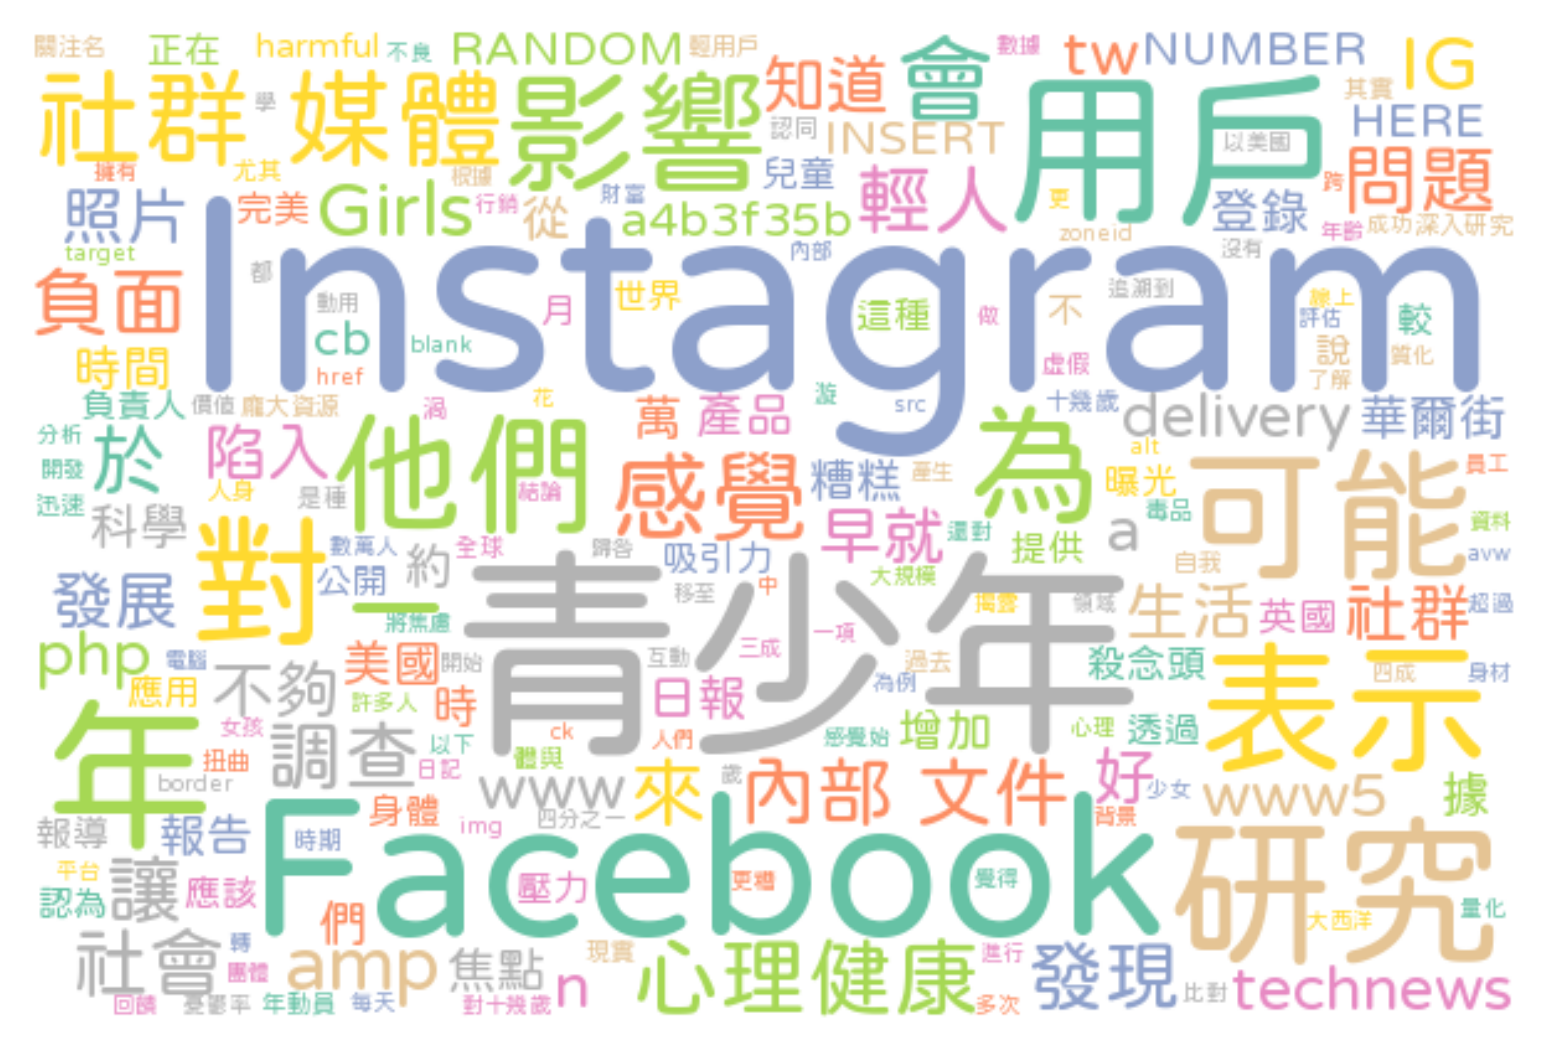 關注名 正在 harmful 不良 RANDOM 輕用戶 會 數據 tw NUMBER IG
社群 媒體 學 影響 知道 認同 INSERT 用戶 以美國 其實 HERE
擁有 尤其 根據 財富 兒童 輕人 更 登錄 跨 問題
照片 完美 Girls 行銷 從 a4b3f35b zoneid 年齡 成功深入研究
target 都 Instagram 內部 沒有
負面 動用 月 世界 這種 做 不 追溯到 線上 評估 較
時間 cb blank href 虛假 說 質化 了解
負責人 價值 龐大資源 渦 花 萬 產品 漩 src 十幾歲 delivery 華爾街
分析 於 陷入 他們 感覺 糟糕 產生 為 alt 可能 員工
開發 人身 是種 結論 曝光
迅速 科學 對 早就 還對 a 毒品 資料
數萬人 約 全球 歸咎 吸引力 提供 自我 avw
發展 公開 一 青少年 移至 中 大規模 揭露 領域 生活 英國 社群 超過
將焦慮 三成 一項
php 電腦 不夠 美國 開始 互動 過去 殺念頭 表示 四成 身材
應用 許多人 時 日報 為例
年 女孩 調查 以下 ck 人們 感覺始 增加 心理 透過
扭曲 日記 體與
border www 來 歲 內部 文件 好 少女 www5 據
報導 報告 時期 身體 img 四分之一 背景 研究
平台 Facebook
認為 讓 應該 壓力 更糟 覺得 量化
們 大西洋
社會 轉 團體 amp 焦點 現實 心理健康 進行 發現 比對 technews
回饋 憂鬱率 年動員 每天 對十幾歲 n 多次